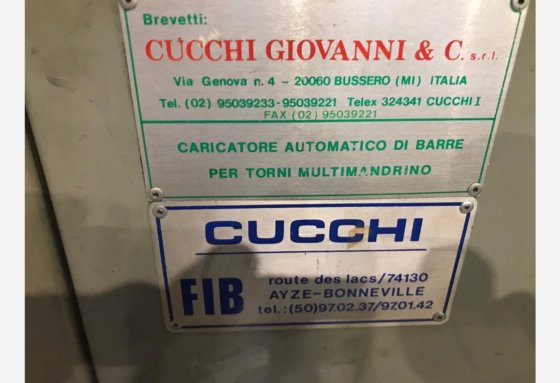 Brevetti:
CUCCHI GIOVANNI & C. s.r.l.
Via Genova n. 4 – 20060 BUSSERO (MI) ITALIA
Tel. (02) 95039233-95039221 Telex 324341 CUCCHI I
FAX (02) 95039221
CARICATORE AUTOMATICO DI BARRE
PER TORNI MULTIMANDRINO
CUCCHI
FIB
route des lacs/74130
AYZE-BONNEVILLE
tel.:(50)97.02.37/97.01.42